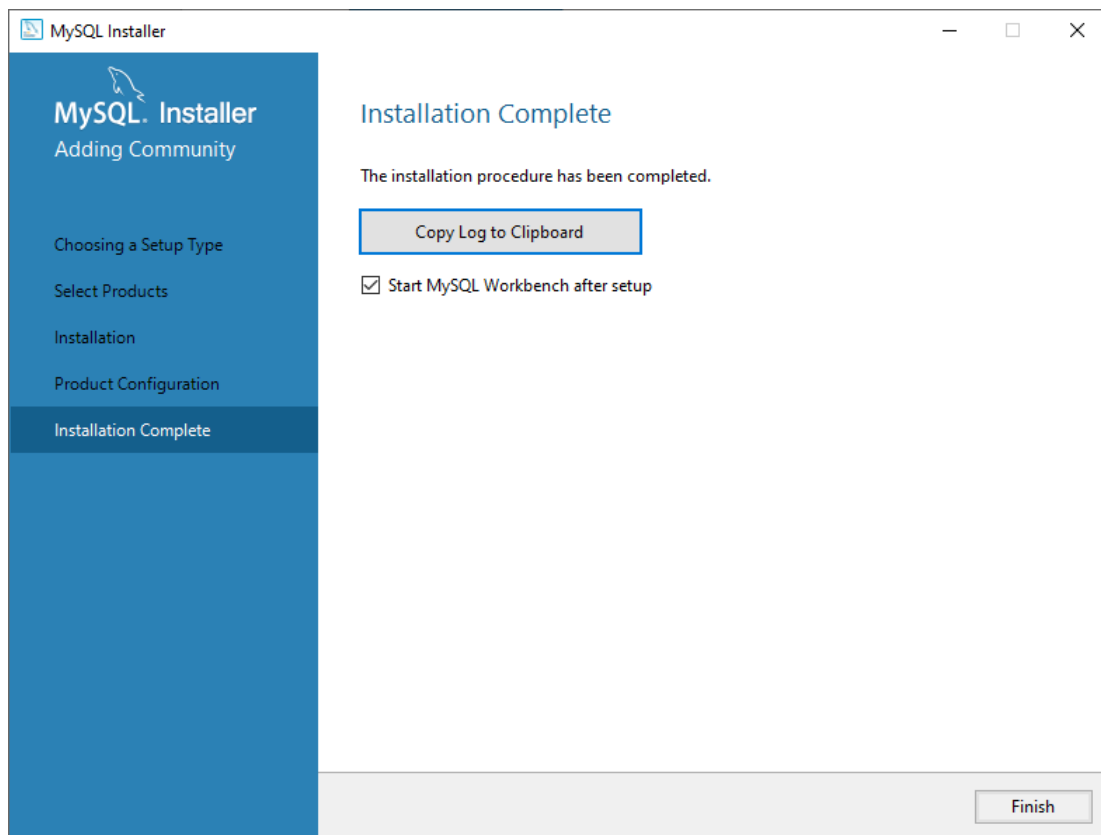 MySQL Installer
MySQL. Installer
Adding Community
Choosing a Setup Type
Select Products
Installation
Product Configuration
Installation Complete
Installation Complete
The installation procedure has been completed.
Copy Log to Clipboard
Start MySQL Workbench after setup
Finish